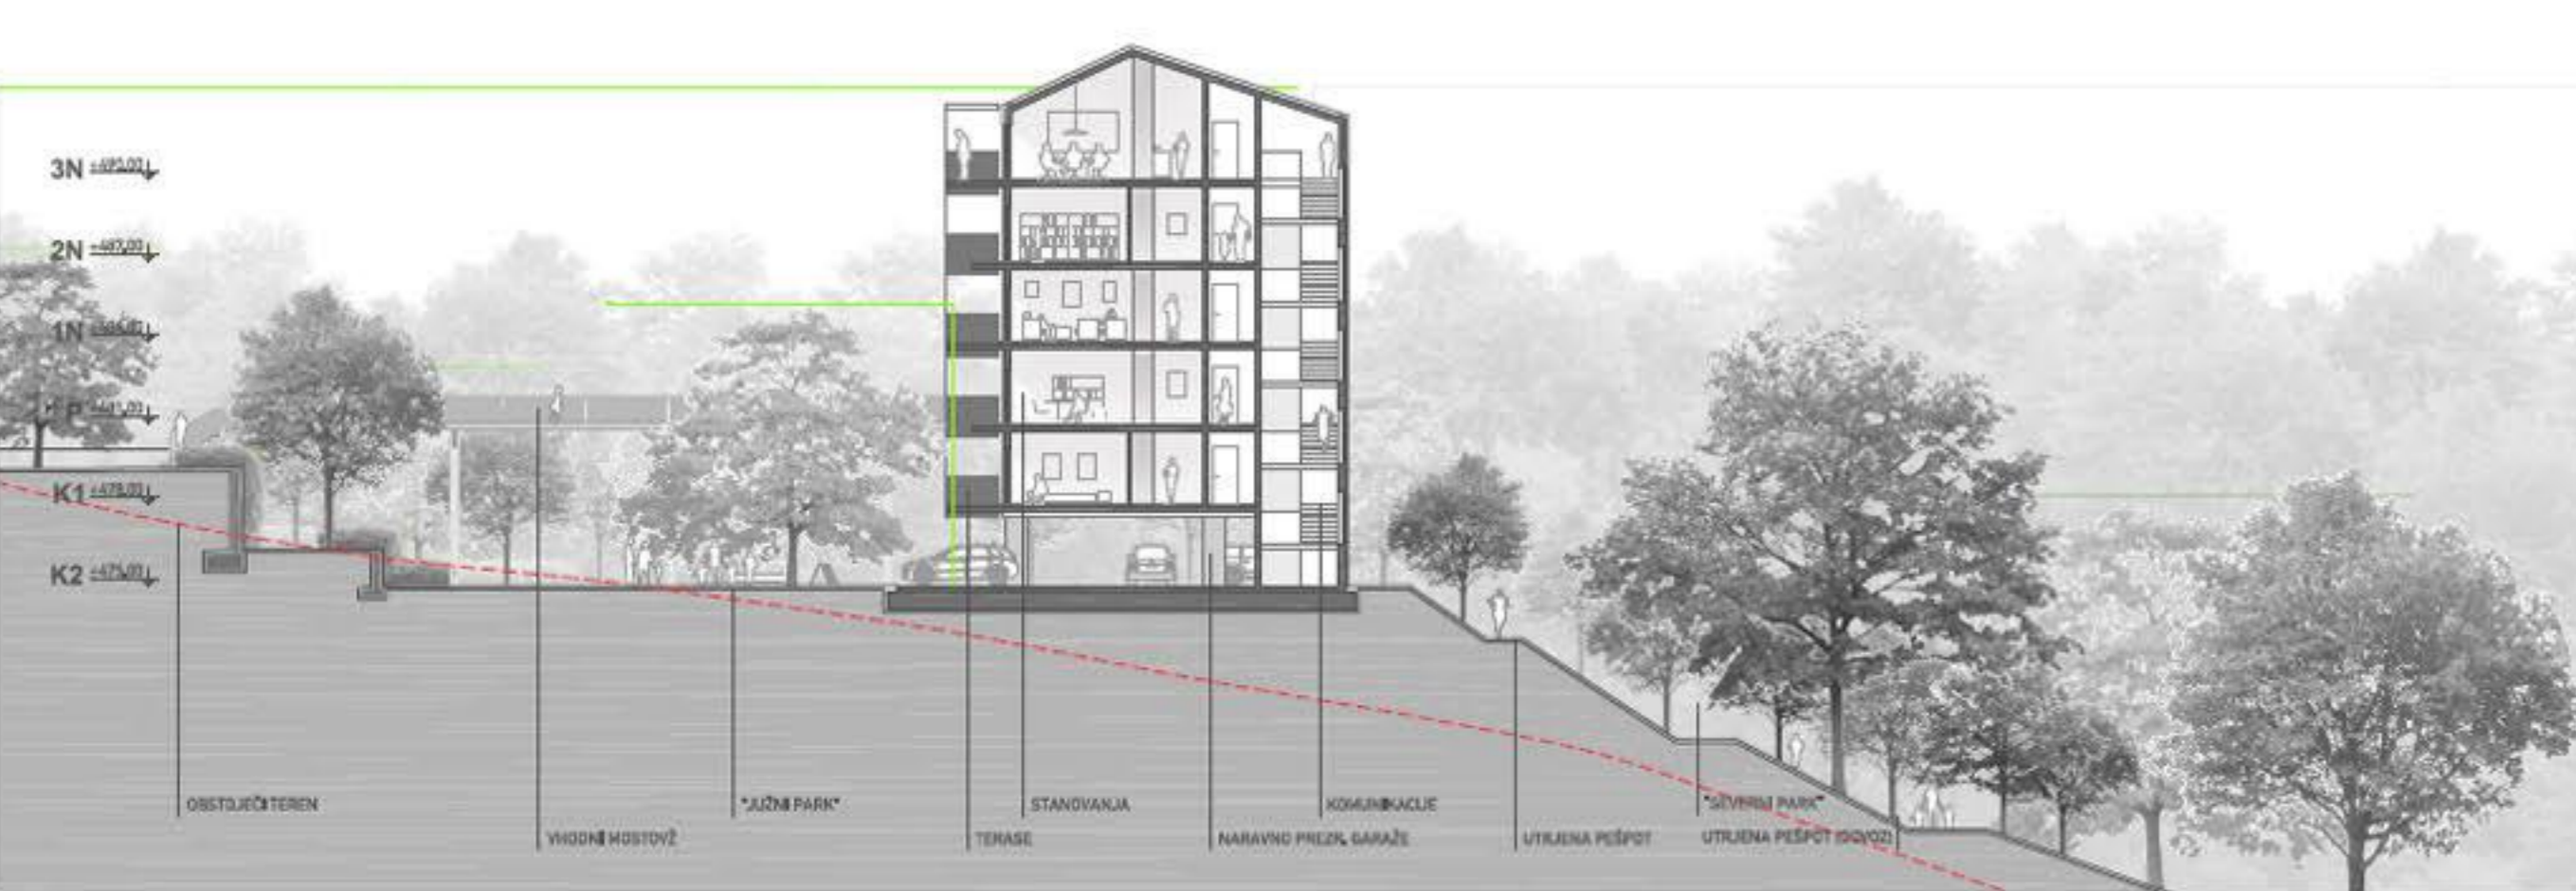 3N
2N
1N
P
K1
K2
OBSTOJEČI TEREN
"JUŽNI PARK"
STANOVANJA
KOMUNIKACIJE
"SEVERNI PARK"
VHODNI MOSTOVŽ
TERASE
NARAVNO PREZR. GARAŽE
UTRJENA PEŠPOT
UTRJENA PEŠPOT (DOVOZ)